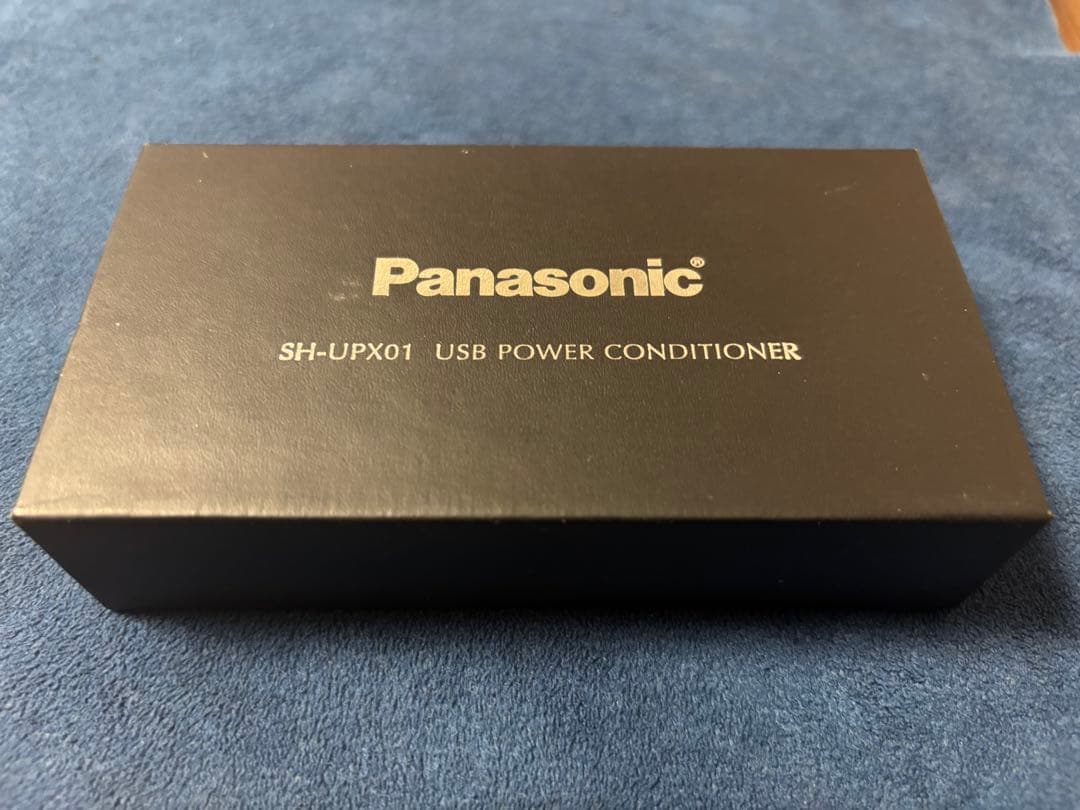 Panasonic®
SH-UPX01 USB POWER CONDITIONER